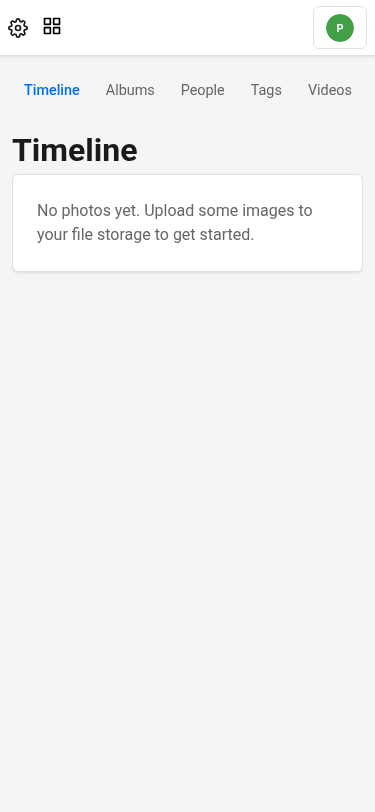 P
Timeline
Albums
People
Tags
Videos
Timeline
No photos yet. Upload some images to
your file storage to get started.